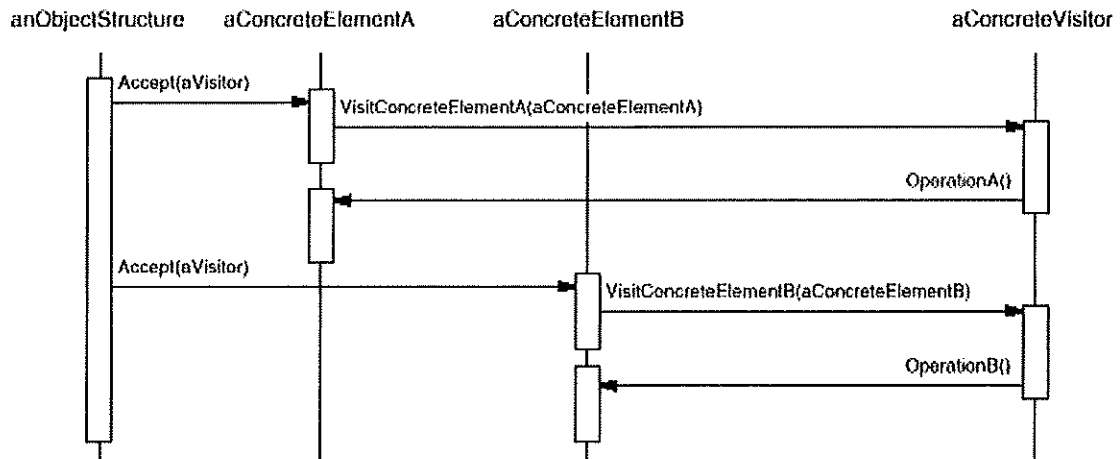 anObjectStructure
aConcreteElementA
aConcreteElementB
aConcreteVisitor
Accept(aVisitor)
VisitConcreteElementA(aConcreteElementA)
OperationA()
Accept(aVisitor)
VisitConcreteElementB(aConcreteElementB)
OperationB()